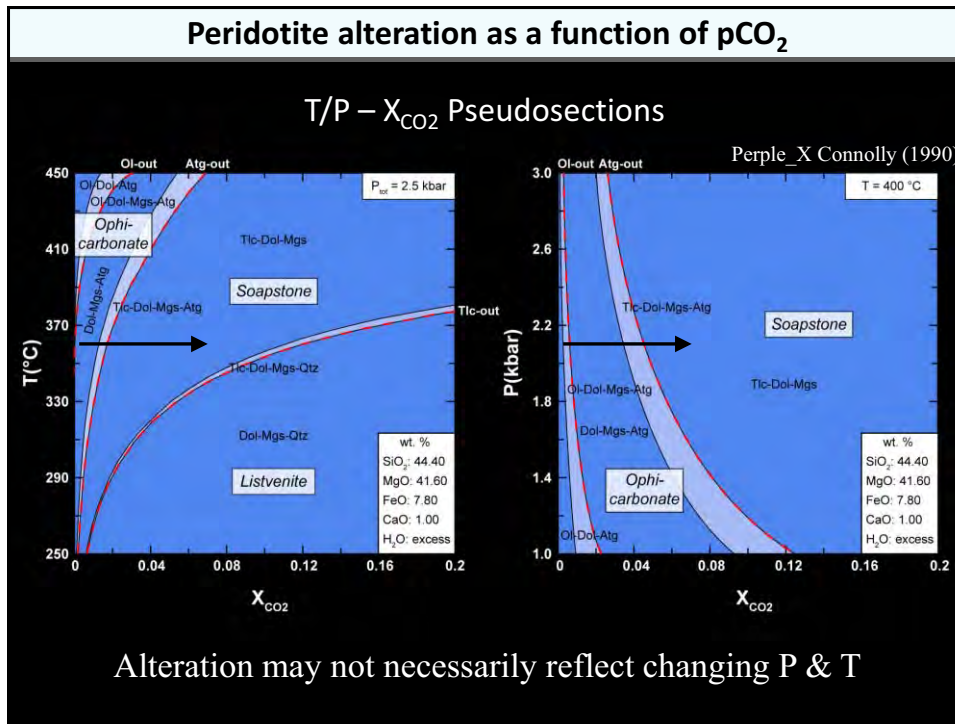 Peridotite alteration as a function of pCO₂
T/P – X_CO2 Pseudosections
Perple_X Connolly (1990)
Ol-out
Atg-out
450
410
370
330
290
250
T(°C)
P_tot = 2.5 kbar
Ol-Dol-Atg
Ol-Dol-Mgs-Atg
Ophi-
carbonate
Dol-Mgs-Atg
Tlc-Dol-Mgs
Soapstone
Tlc-Dol-Mgs-Atg
Tlc-out
Tlc-Dol-Mgs-Qtz
Dol-Mgs-Qtz
Listvenite
wt. %
SiO₂: 44.40
MgO: 41.60
FeO: 7.80
CaO: 1.00
H₂O: excess
0
0.04
0.08
0.12
0.16
0.2
X_CO2
Ol-out
Atg-out
3.0
2.6
2.2
1.8
1.4
1.0
P(kbar)
T = 400 °C
Tlc-Dol-Mgs-Atg
Soapstone
Ol-Dol-Mgs-Atg
Tlc-Dol-Mgs
Dol-Mgs-Atg
Ophi-
carbonate
Ol-Dol-Atg
wt. %
SiO₂: 44.40
MgO: 41.60
FeO: 7.80
CaO: 1.00
H₂O: excess
0
0.04
0.08
0.12
0.16
0.2
X_CO2
Alteration may not necessarily reflect changing P & T